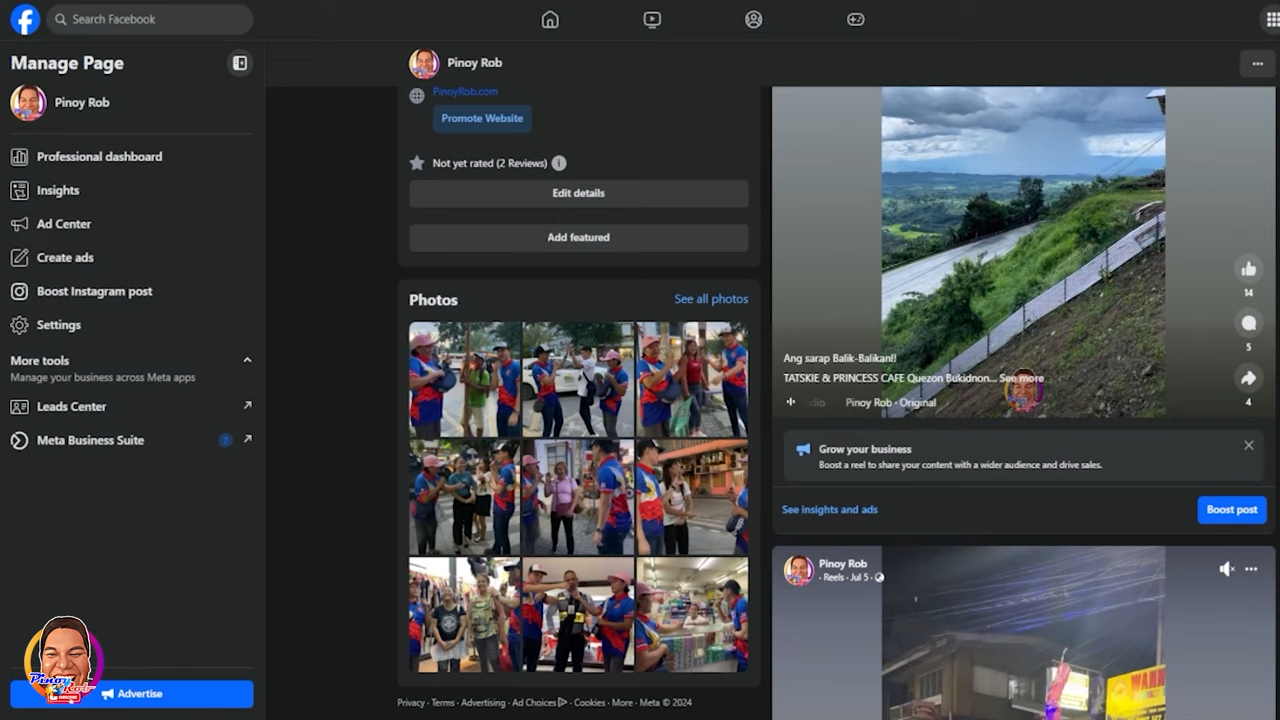 Search Facebook
Manage Page
Pinoy Rob
Professional dashboard
Insights
Ad Center
Create ads
Boost Instagram post
Settings
More tools
Manage your business across Meta apps
Leads Center
Meta Business Suite
Pinoy Rob
Advertise
Pinoy Rob
PinoyRob.com
Promote Website
Not yet rated (2 Reviews)
Edit details
Add featured
Photos
See all photos
Privacy · Terms · Advertising · Ad Choices · Cookies · More · Meta © 2024
14
5
4
Ang sarap Balik-Balikan!!
TATSKIE & PRINCESS CAFE Quezon Bukidnon... See more
Pinoy Rob · Original
Grow your business
Boost a reel to share your content with a wider audience and drive sales.
See insights and ads
Boost post
Pinoy Rob
· Reels · Jul 5 ·